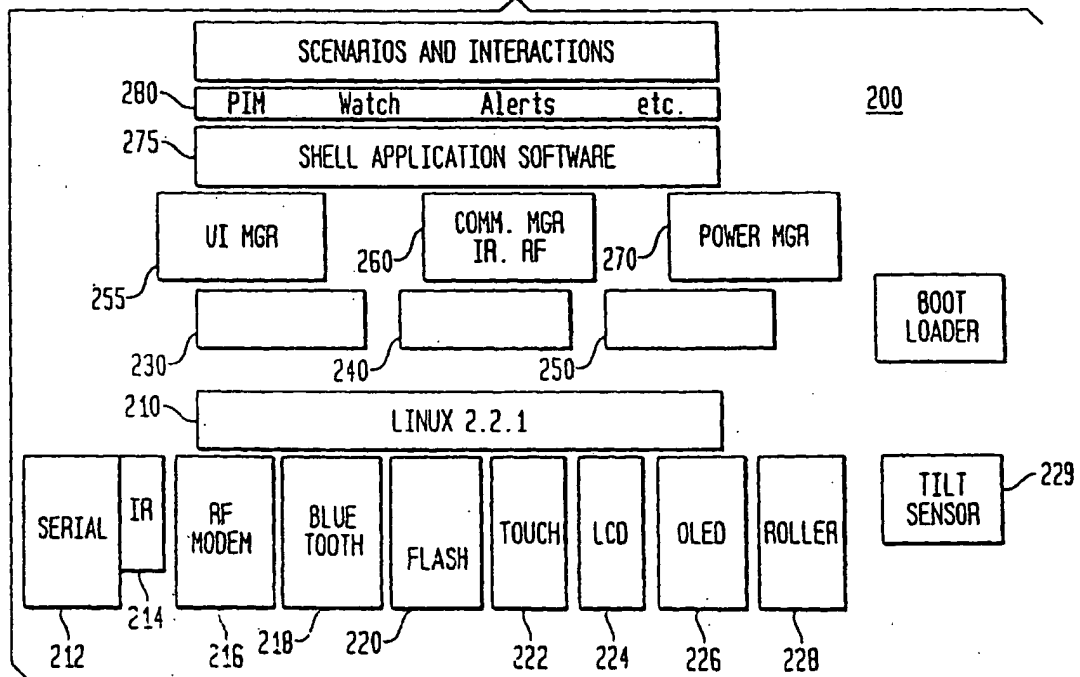 SCENARIOS AND INTERACTIONS
280 PIM Watch Alerts etc.
200
275 SHELL APPLICATION SOFTWARE
UI MGR
COMM. MGR
IR. RF
POWER MGR
255
260
270
BOOT
LOADER
230
240
250
210 LINUX 2.2.1
SERIAL
IR
RF
MODEM
BLUE
TOOTH
FLASH
TOUCH
LCD
OLED
ROLLER
TILT
SENSOR
229
212
214
216
218
220
222
224
226
228